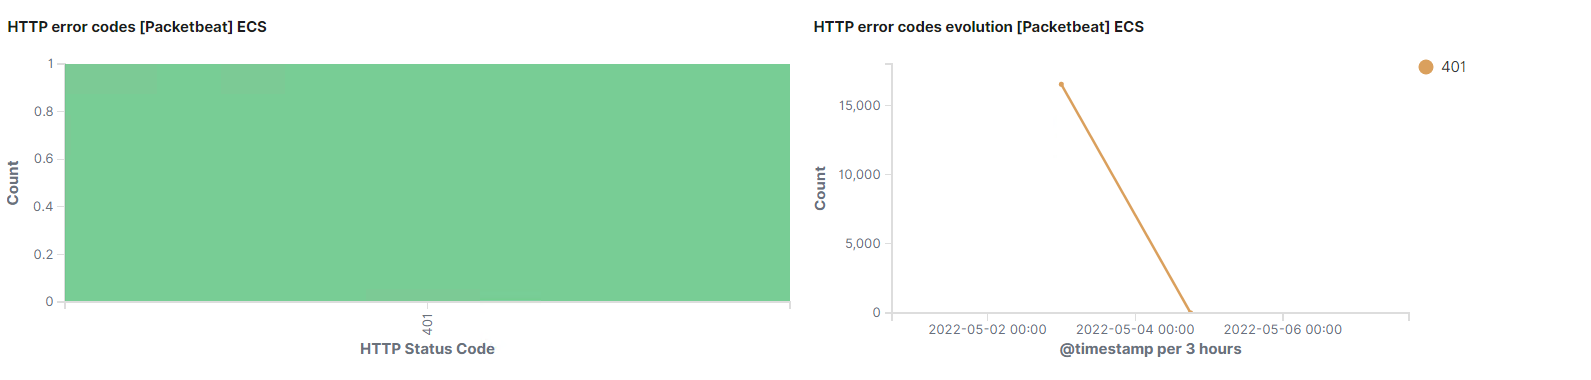 HTTP error codes [Packetbeat] ECS
1
0.8
0.6
0.4
0.2
0
Count
401
HTTP Status Code
HTTP error codes evolution [Packetbeat] ECS
401
15,000
10,000
5,000
0
Count
2022-05-02 00:00 2022-05-04 00:00 2022-05-06 00:00
@timestamp per 3 hours